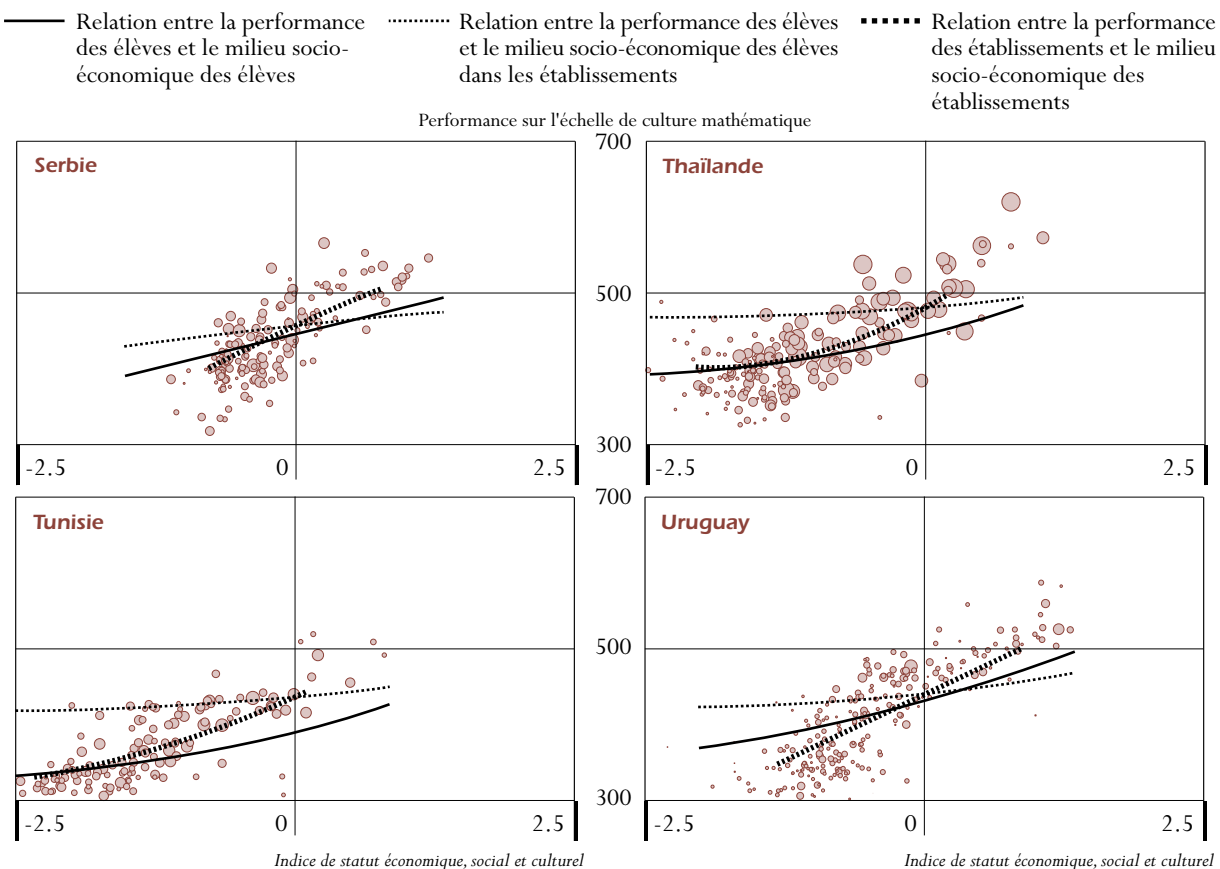 Relation entre la performance
des élèves et le milieu socio-
économique des élèves
Relation entre la performance des élèves
et le milieu socio-économique des élèves
dans les établissements
Relation entre la performance
des établissements et le milieu
socio-économique des
établissements
Performance sur l'échelle de culture mathématique
Serbie
700
500
300
-2.5 0 2.5
Thaïlande
-2.5 0 2.5
Tunisie
700
500
300
-2.5 0 2.5
Indice de statut économique, social et culturel
Uruguay
-2.5 0 2.5
Indice de statut économique, social et culturel